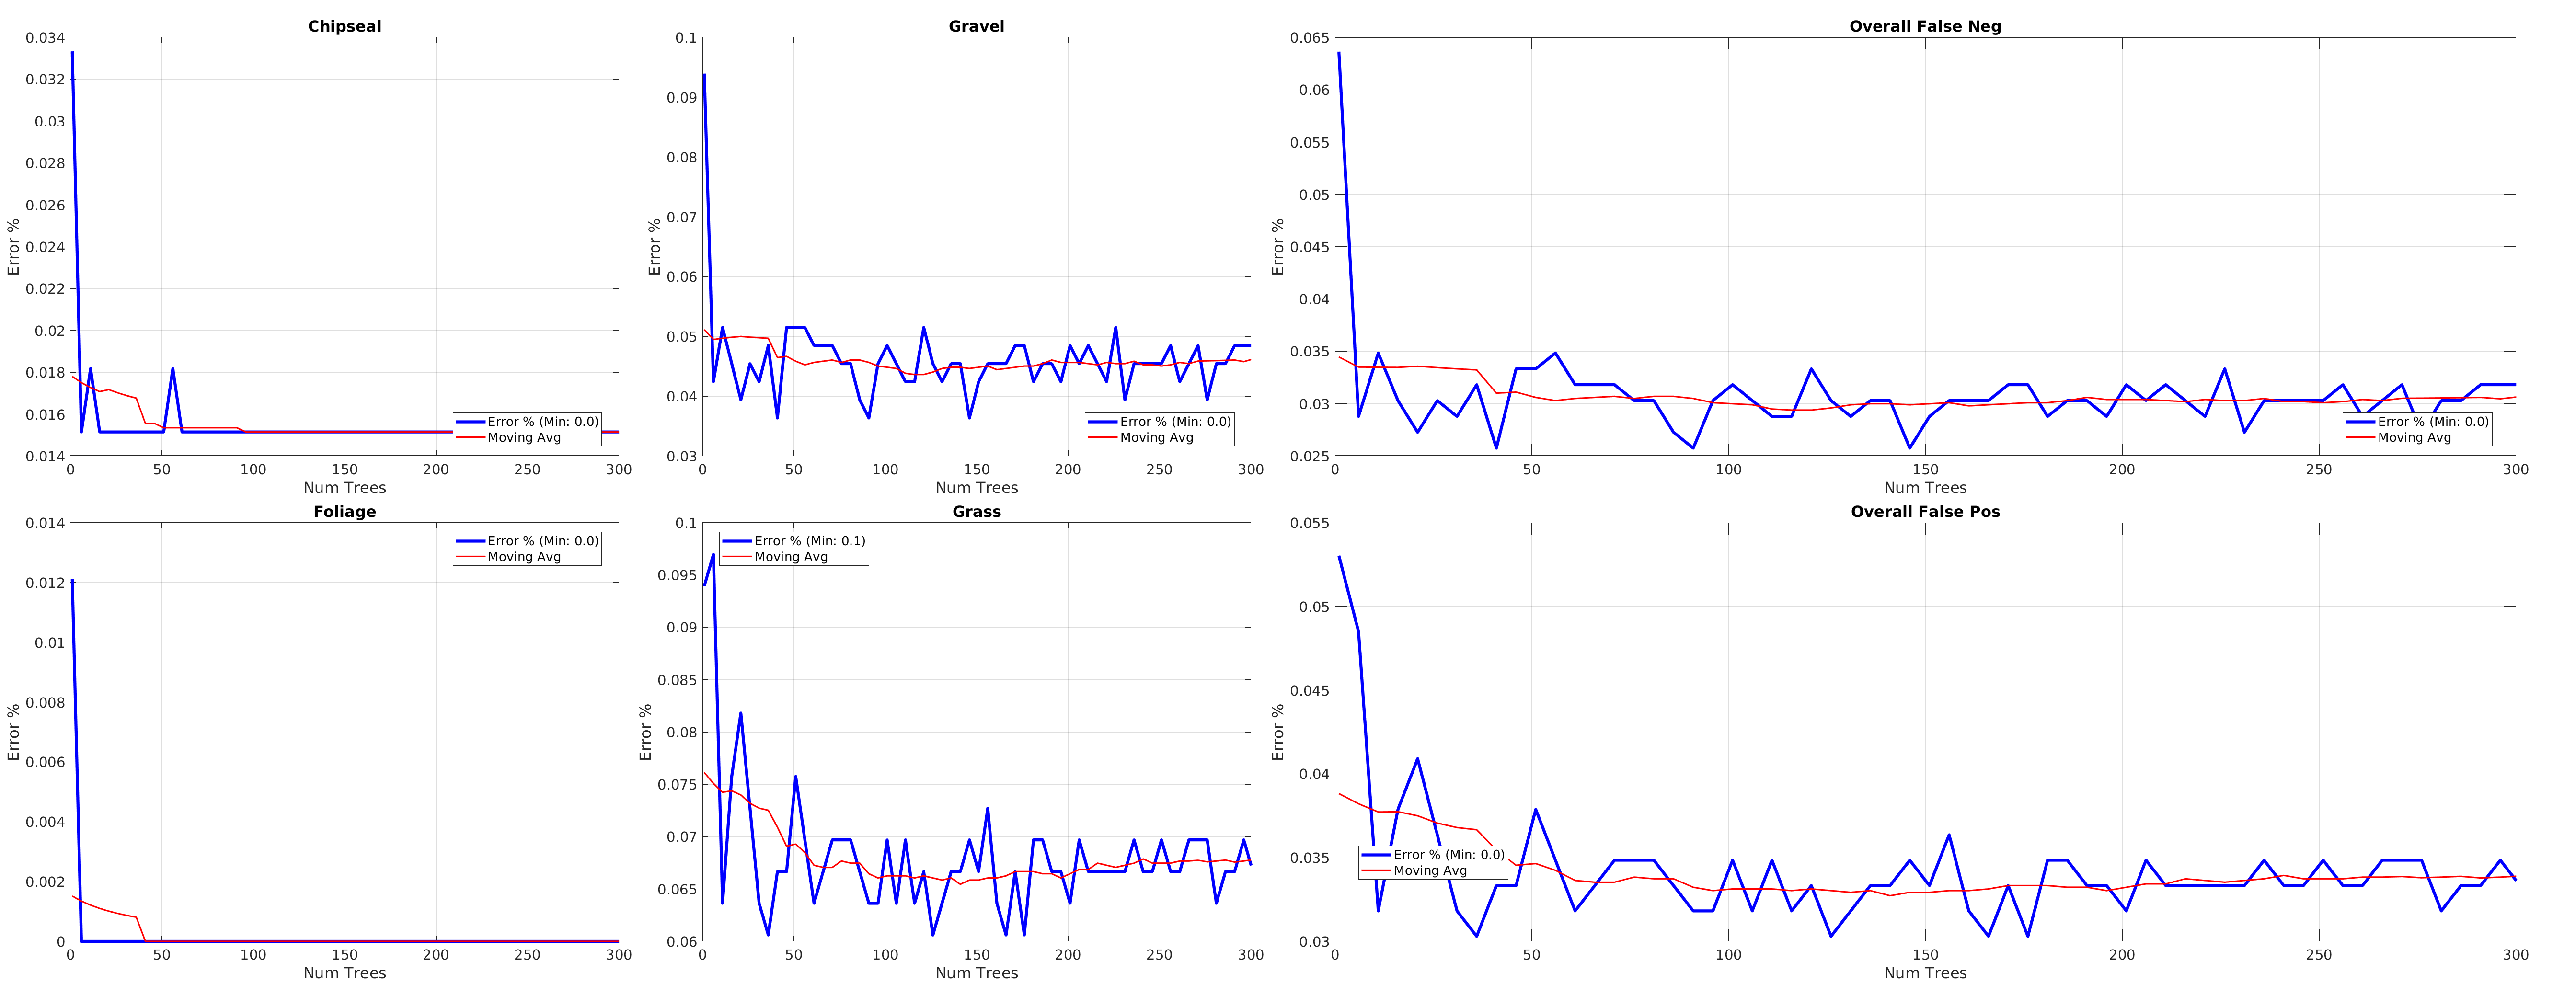 Chipseal
0.034
0.032
0.03
0.028
0.026
0.024
0.022
0.02
0.018
0.016
0.014
Error %
0 50 100 150 200 250 300
Num Trees
Error % (Min: 0.0)
Moving Avg
Gravel
0.1
0.09
0.08
0.07
0.06
0.05
0.04
0.03
Error %
0 50 100 150 200 250 300
Num Trees
Error % (Min: 0.0)
Moving Avg
Overall False Neg
0.065
0.06
0.055
0.05
0.045
0.04
0.035
0.03
0.025
Error %
0 50 100 150 200 250 300
Num Trees
Error % (Min: 0.0)
Moving Avg
Foliage
0.014
0.012
0.01
0.008
0.006
0.004
0.002
0
Error %
0 50 100 150 200 250 300
Num Trees
Error % (Min: 0.0)
Moving Avg
Grass
0.1
0.095
0.09
0.085
0.08
0.075
0.07
0.065
0.06
Error %
0 50 100 150 200 250 300
Num Trees
Error % (Min: 0.1)
Moving Avg
Overall False Pos
0.055
0.05
0.045
0.04
0.035
0.03
Error %
0 50 100 150 200 250 300
Num Trees
Error % (Min: 0.0)
Moving Avg